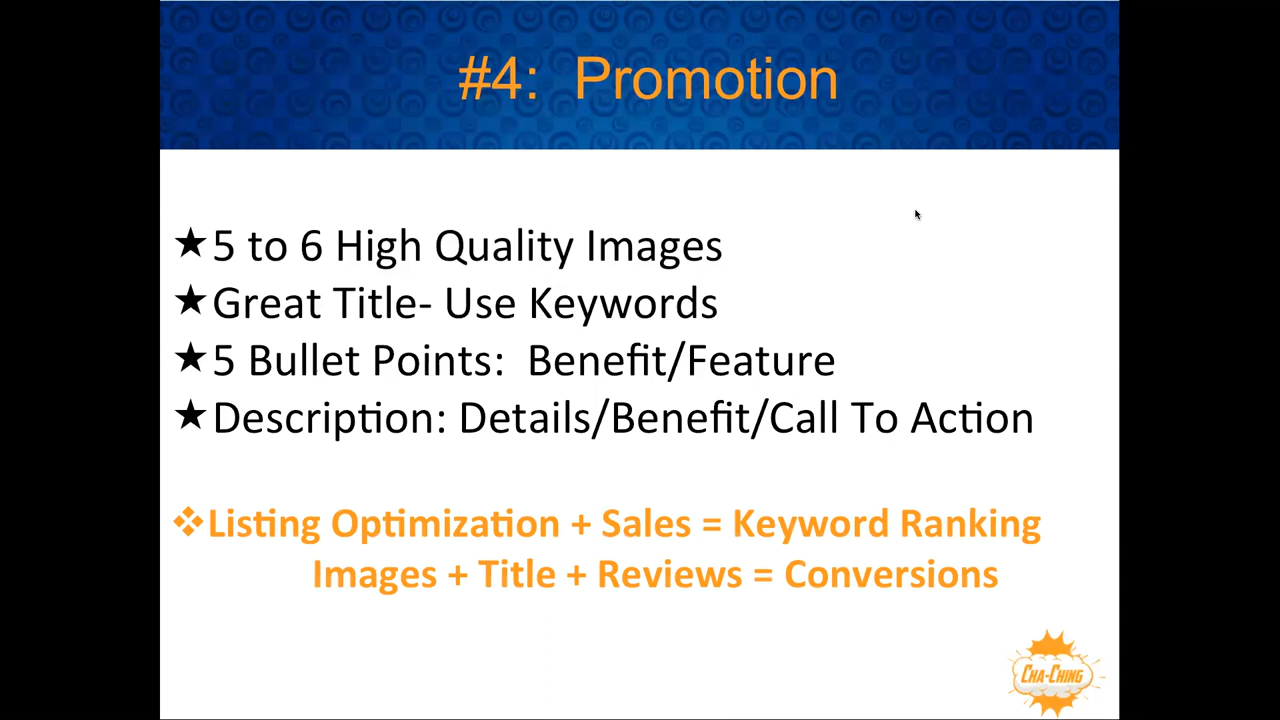 #4: Promotion
★5 to 6 High Quality Images
★Great Title- Use Keywords
★5 Bullet Points: Benefit/Feature
★Description: Details/Benefit/Call To Action
❖Listing Optimization + Sales = Keyword Ranking
Images + Title + Reviews = Conversions
CHA-CHING